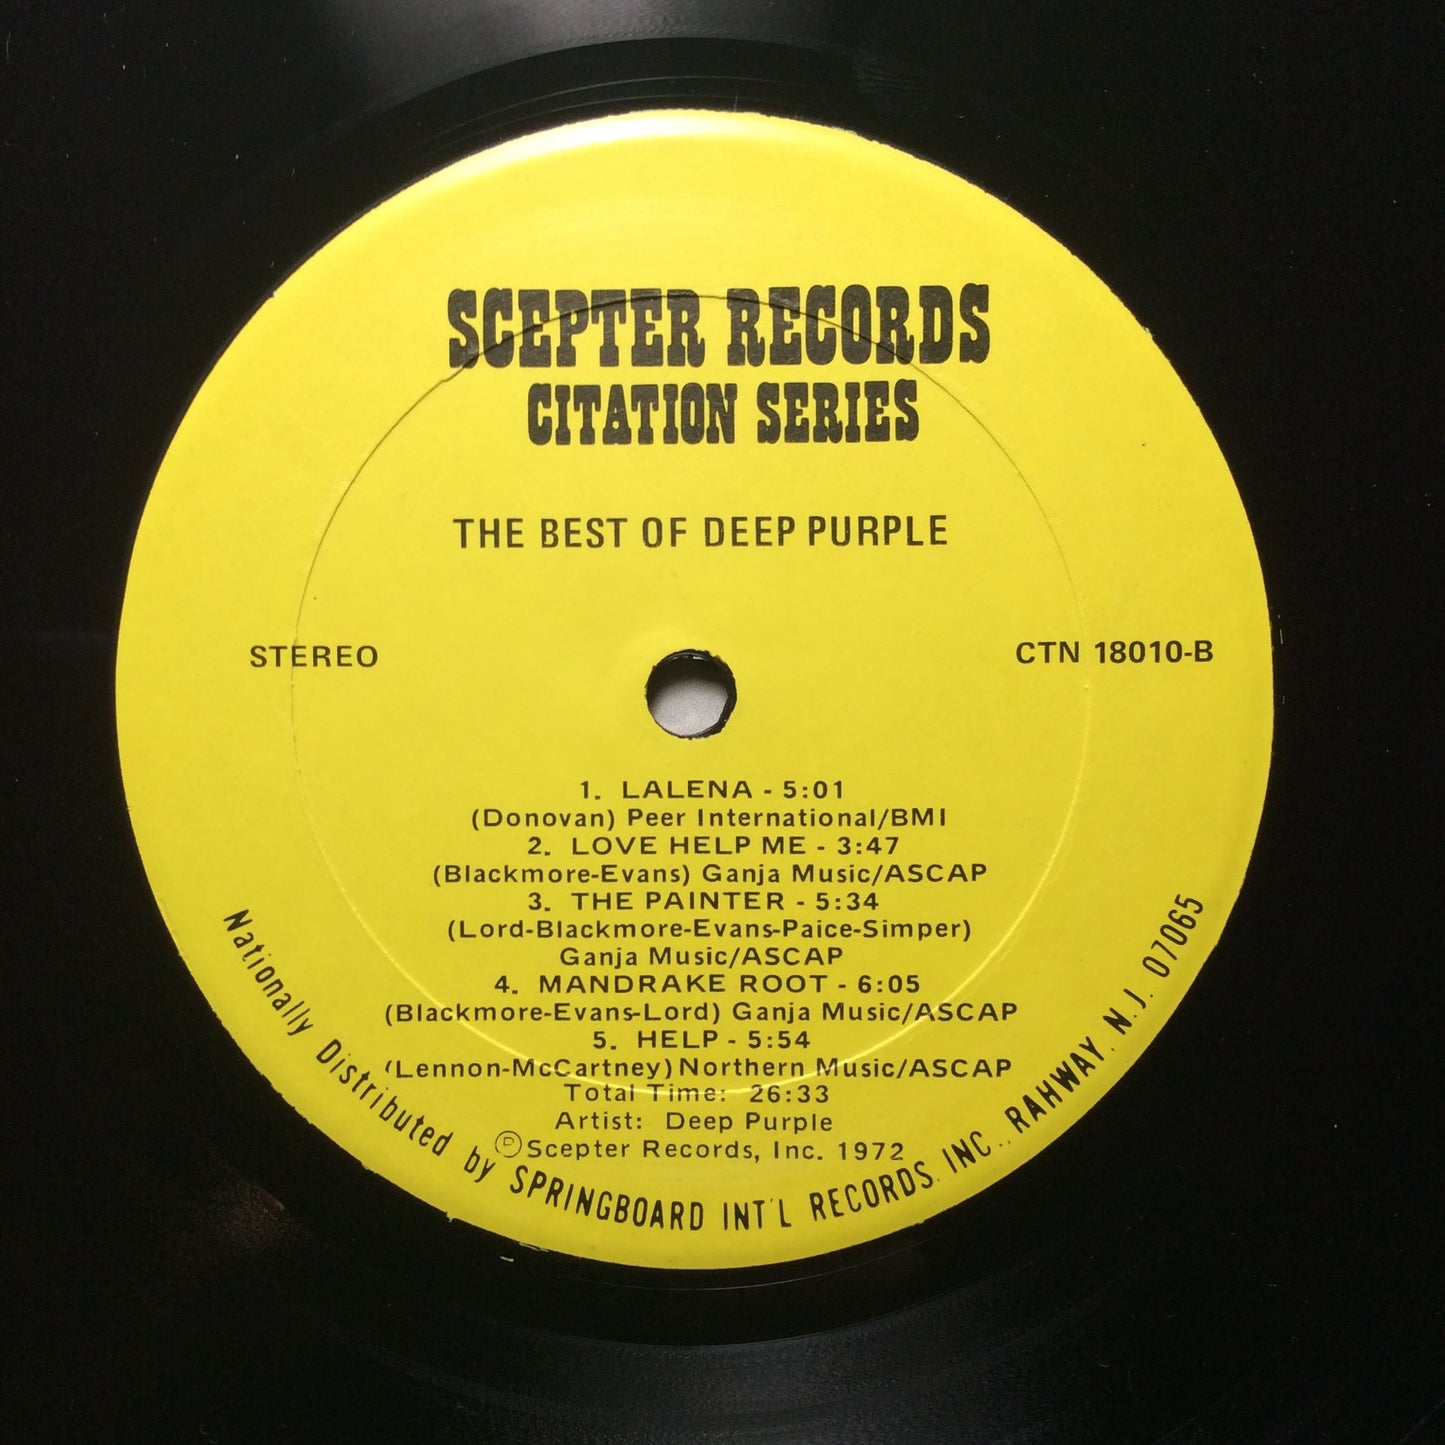 SCEPTER RECORDS
CITATION SERIES
THE BEST OF DEEP PURPLE
STEREO
CTN 18010-B
1. LALENA - 5:01
(Donovan) Peer International/BMI
2. LOVE HELP ME - 3:47
(Blackmore-Evans) Ganja Music/ASCAP
3. THE PAINTER - 5:34
(Lord-Blackmore-Evans-Paice-Simper)
Ganja Music/ASCAP
4. MANDRAKE ROOT - 6:05
(Blackmore-Evans-Lord) Ganja Music/ASCAP
5. HELP - 5:54
(Lennon-McCartney) Northern Music/ASCAP
Total Time: 26:33
Artist: Deep Purple
Ⓟ Scepter Records, Inc. 1972
Nationally Distributed by SPRINGBOARD INT'L RECORDS, INC., RAHWAY, N.J. 07065